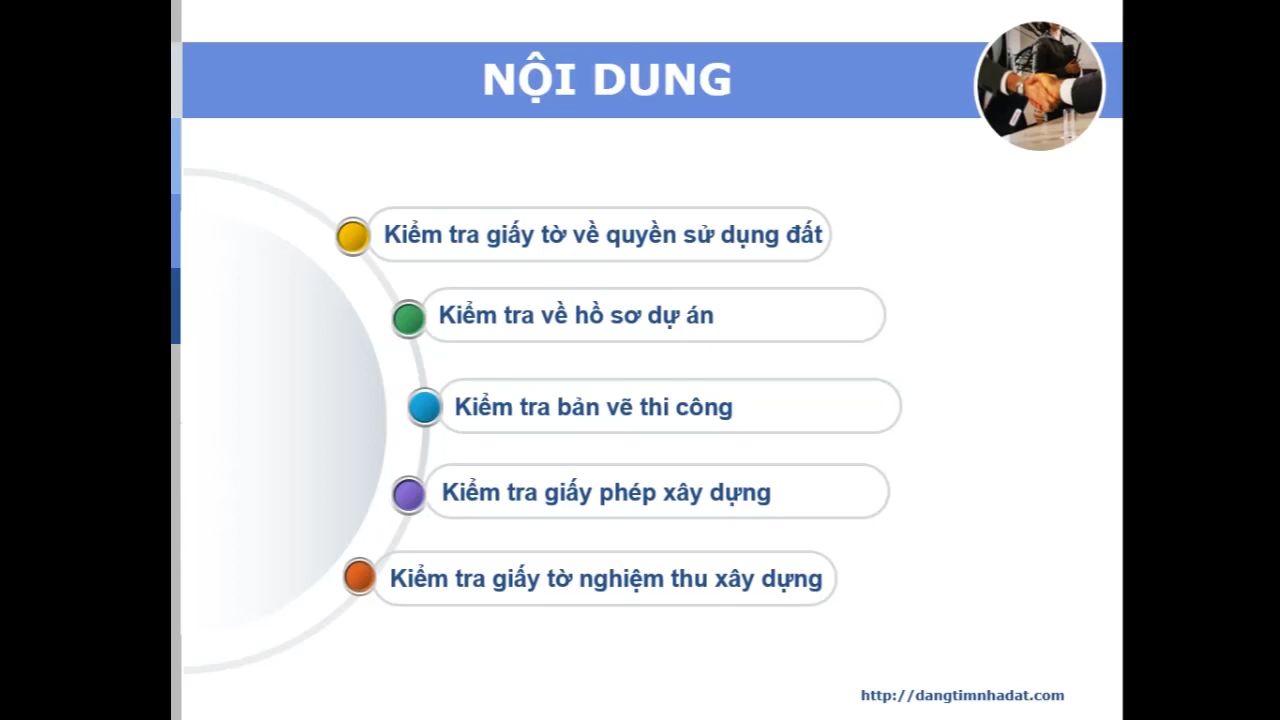 NỘI DUNG
Kiểm tra giấy tờ về quyền sử dụng đất
Kiểm tra về hồ sơ dự án
Kiểm tra bản vẽ thi công
Kiểm tra giấy phép xây dựng
Kiểm tra giấy tờ nghiệm thu xây dựng
http://dangtimnhadat.com